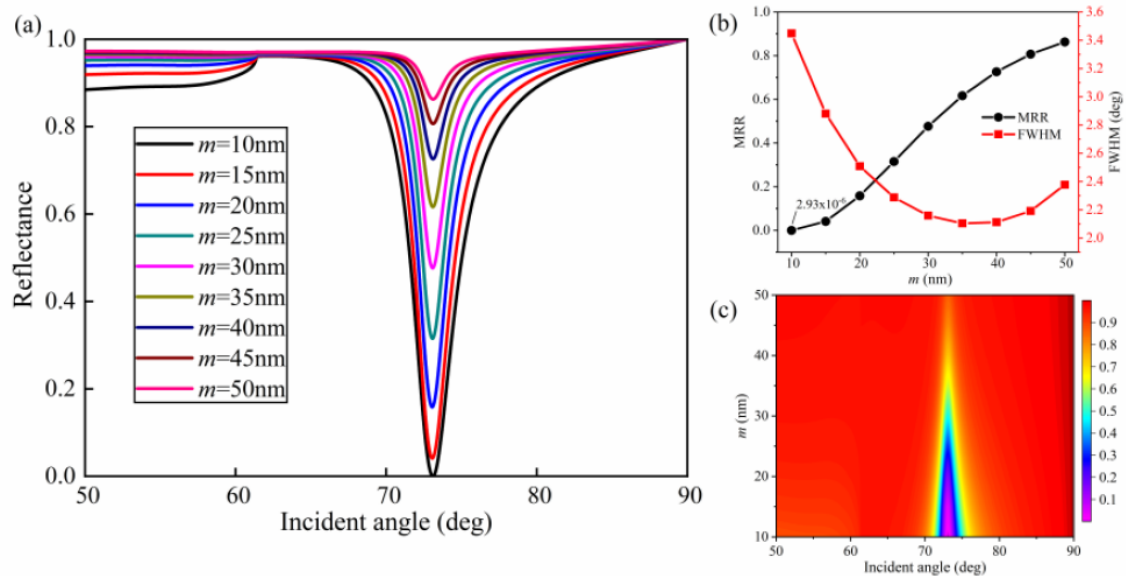 (a)
1.0
0.8
0.6
0.4
0.2
0.0
Reflectance
m=10nm
m=15nm
m=20nm
m=25nm
m=30nm
m=35nm
m=40nm
m=45nm
m=50nm
50
60
70
80
90
Incident angle (deg)
(b)
1.0
0.8
0.6
0.4
0.2
0.0
MRR
MRR
FWHM
2.93x10⁻⁶
3.6
3.4
3.2
3.0
2.8
2.6
2.4
2.2
2.0
FWHM (deg)
10
20
30
40
50
m (nm)
(c)
50
40
30
20
10
m (nm)
50
60
70
80
90
Incident angle (deg)
0.9
0.8
0.7
0.6
0.5
0.4
0.3
0.2
0.1